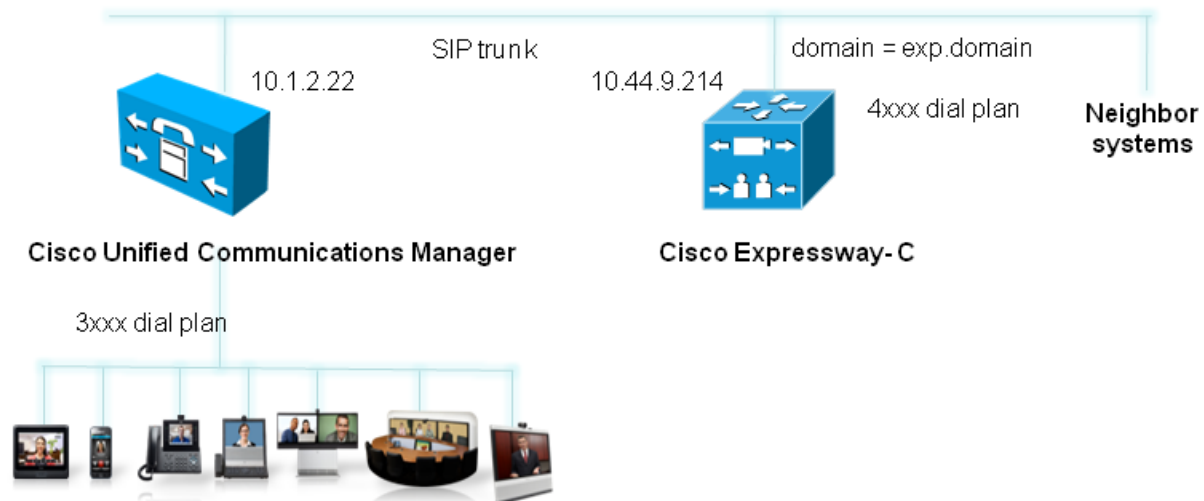 SIP trunk
domain = exp.domain
10.1.2.22
10.44.9.214
4xxx dial plan
Neighbor
systems
Cisco Unified Communications Manager
Cisco Expressway- C
3xxx dial plan